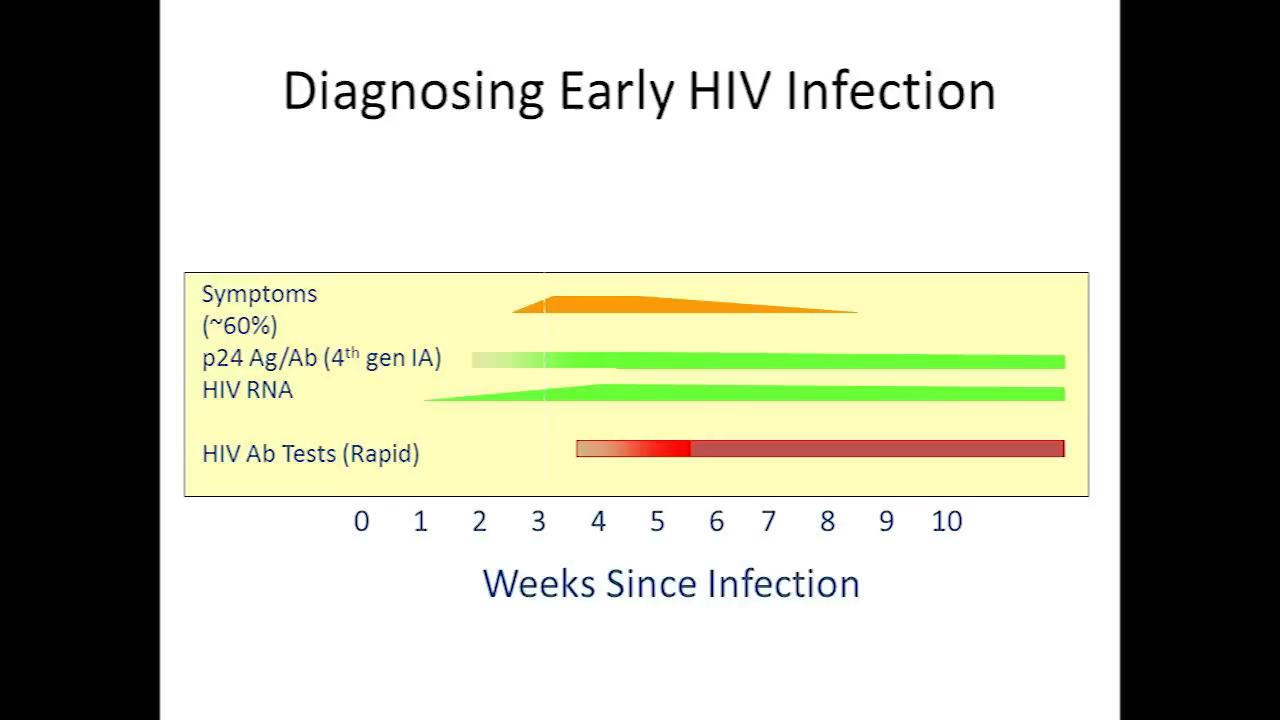 Diagnosing Early HIV Infection
Symptoms
(~60%)
p24 Ag/Ab (4th gen IA)
HIV RNA
HIV Ab Tests (Rapid)
0 1 2 3 4 5 6 7 8 9 10
Weeks Since Infection